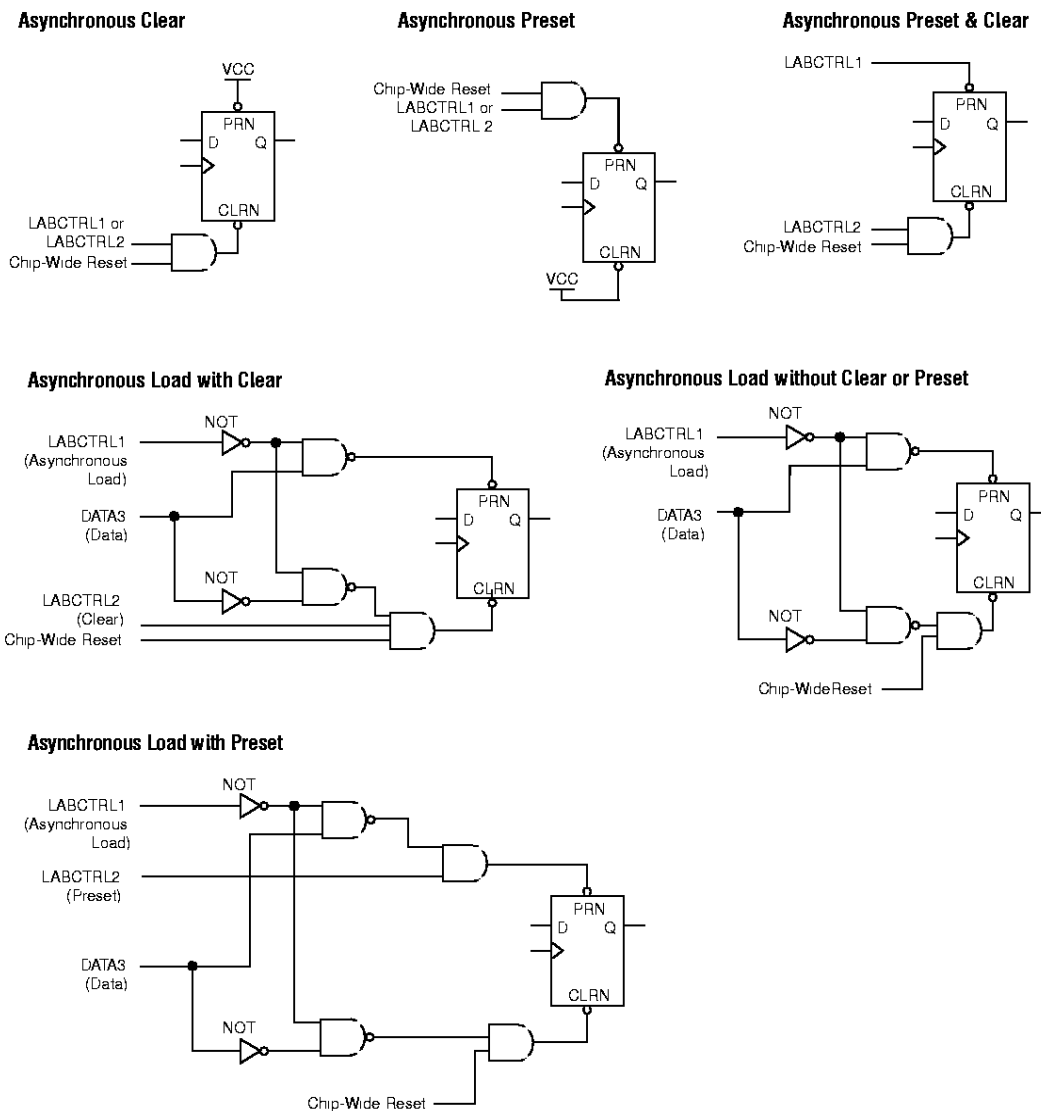 Asynchronous Clear
VCC
PRN
D Q
CLRN
LABCTRL1 or
LABCTRL2
Chip-Wide Reset
Asynchronous Preset
Chip-Wide Reset
LABCTRL1 or
LABCTRL 2
PRN
D Q
CLRN
VCC
Asynchronous Preset & Clear
LABCTRL1
PRN
D Q
CLRN
LABCTRL2
Chip-Wide Reset
Asynchronous Load with Clear
NOT
LABCTRL1
(Asynchronous
Load)
PRN
D Q
DATA3
(Data)
NOT
CLRN
LABCTRL2
(Clear)
Chip-Wide Reset
Asynchronous Load without Clear or Preset
NOT
LABCTRL1
(Asynchronous
Load)
PRN
D Q
DATA3
(Data)
CLRN
NOT
Chip-Wide Reset
Asynchronous Load with Preset
NOT
LABCTRL1
(Asynchronous
Load)
LABCTRL2
(Preset)
PRN
D Q
DATA3
(Data)
CLRN
NOT
Chip-Wide Reset